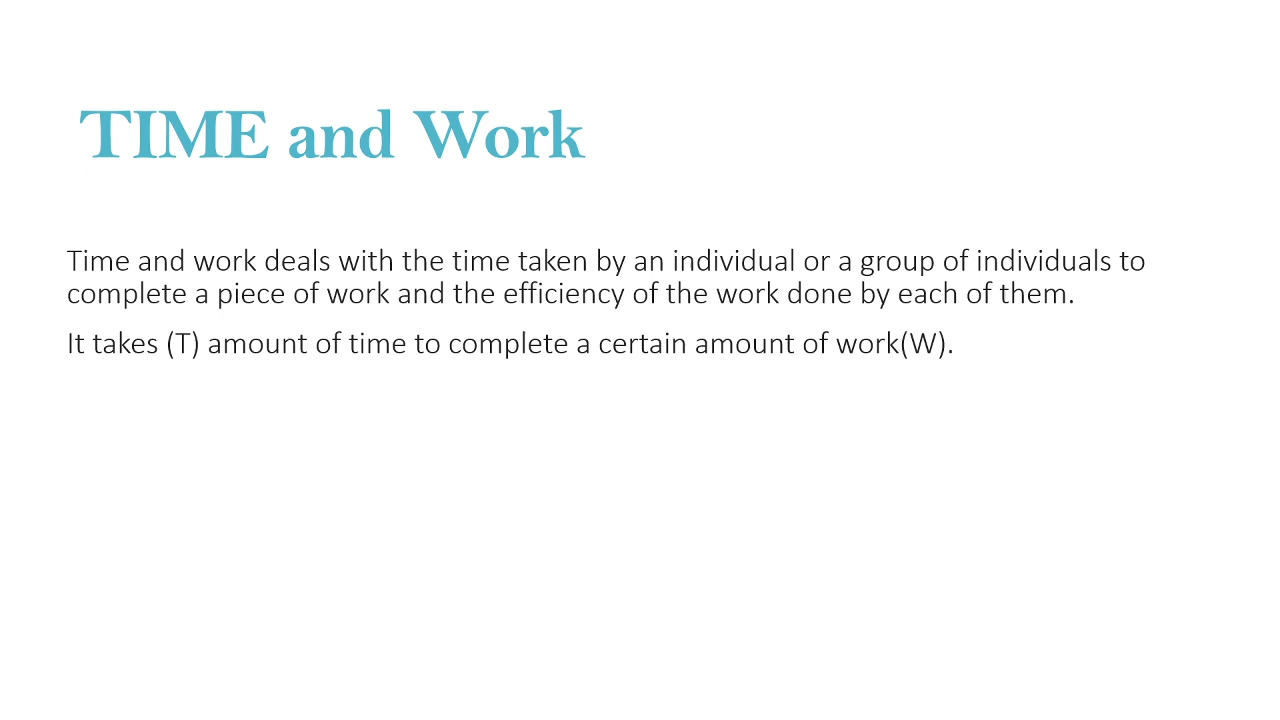 TIME and Work
Time and work deals with the time taken by an individual or a group of individuals to
complete a piece of work and the efficiency of the work done by each of them.
It takes (T) amount of time to complete a certain amount of work(W).